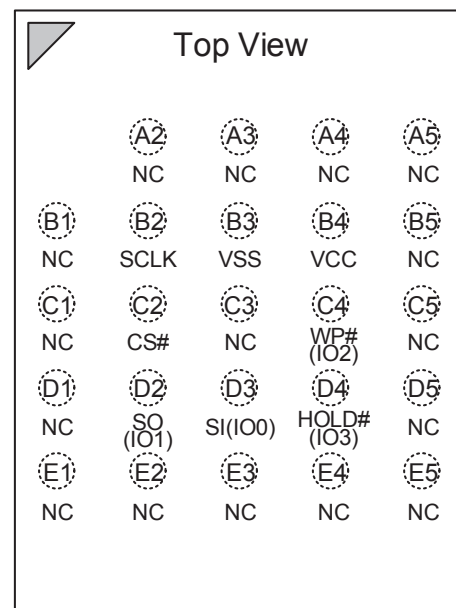 Top View
A2 A3 A4 A5
NC NC NC NC
B1 B2 B3 B4 B5
NC SCLK VSS VCC NC
C1 C2 C3 C4 C5
NC CS# NC WP# (IO2) NC
D1 D2 D3 D4 D5
NC SO (IO1) SI(IO0) HOLD# (IO3) NC
E1 E2 E3 E4 E5
NC NC NC NC NC